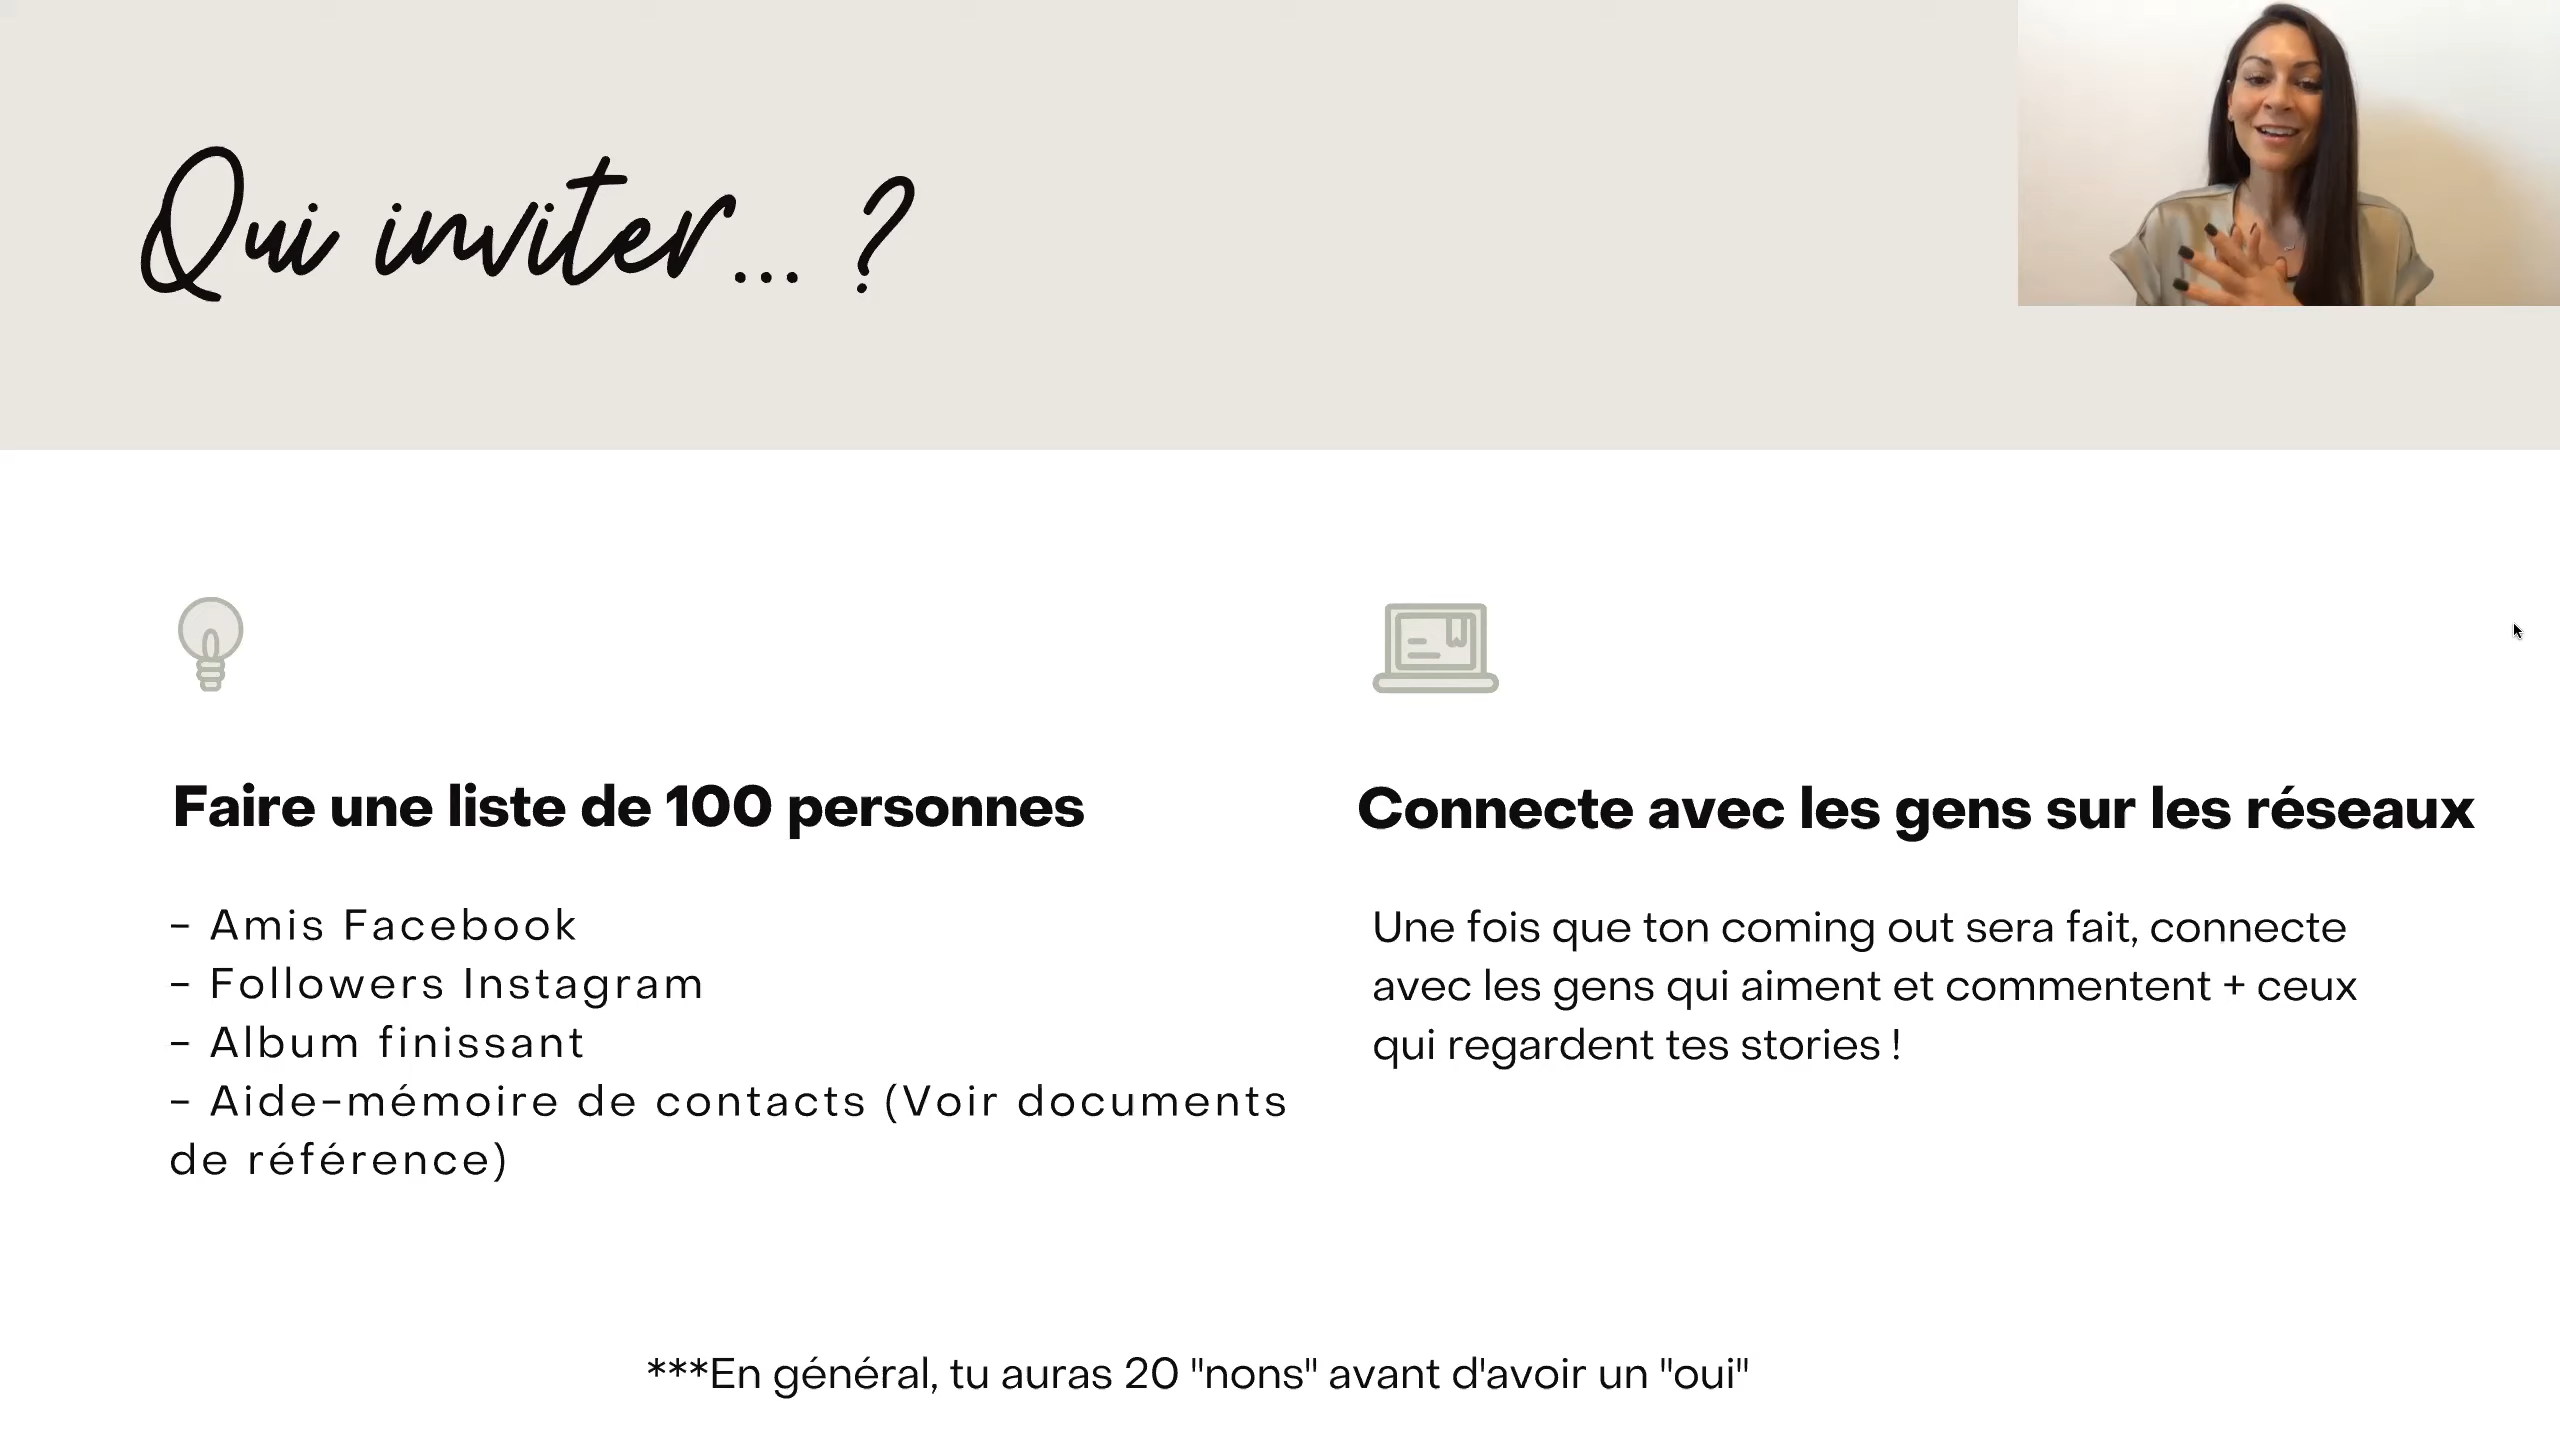 Qui inviter... ?
Faire une liste de 100 personnes
- Amis Facebook
- Followers Instagram
- Album finissant
- Aide-mémoire de contacts (Voir documents
de référence)
Connecte avec les gens sur les réseaux
Une fois que ton coming out sera fait, connecte
avec les gens qui aiment et commentent + ceux
qui regardent tes stories !
***En général, tu auras 20 "nons" avant d'avoir un "oui"